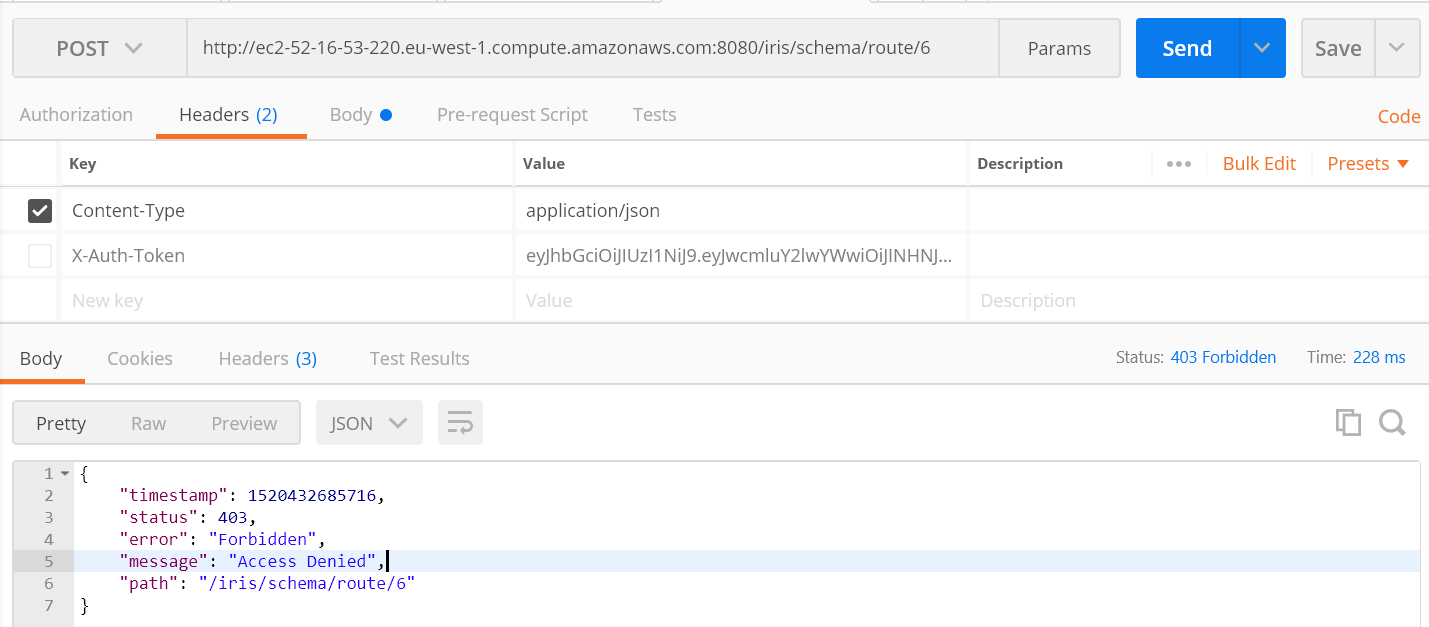 POST http://ec2-52-16-53-220.eu-west-1.compute.amazonaws.com:8080/iris/schema/route/6 Params Send Save
Authorization Headers (2) Body Pre-request Script Tests Code
Key Value Description ••• Bulk Edit Presets
Content-Type application/json
X-Auth-Token eyJhbGciOiJIUzI1NiJ9.eyJwcmluY2lwYWwiOiJINHNJ...
New key Value Description
Body Cookies Headers (3) Test Results Status: 403 Forbidden Time: 228 ms
Pretty Raw Preview JSON
1 {
2 "timestamp": 1520432685716,
3 "status": 403,
4 "error": "Forbidden",
5 "message": "Access Denied",
6 "path": "/iris/schema/route/6"
7 }